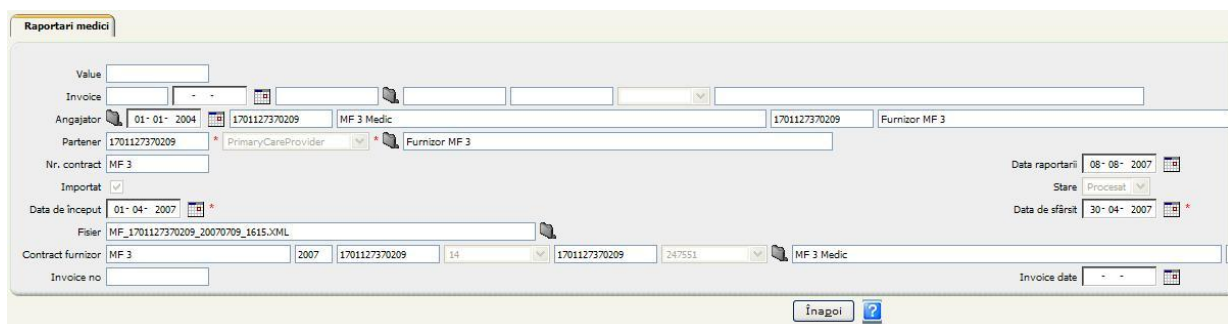 Raportari medici
Value
Invoice - -
Angajator 01- 01- 2004 1701127370209 MF 3 Medic 1701127370209 Furnizor MF 3
Partener 1701127370209 * PrimaryCareProvider * Furnizor MF 3
Nr. contract MF 3 Data raportarii 08- 08- 2007
Importat Stare Procesat
Data de început 01- 04- 2007 * Data de sfârsit 30- 04- 2007 *
Fisier MF_1701127370209_20070709_1615.XML
Contract furnizor MF 3 2007 1701127370209 14 1701127370209 247551 MF 3 Medic
Invoice no Invoice date - -
Înapoi ?